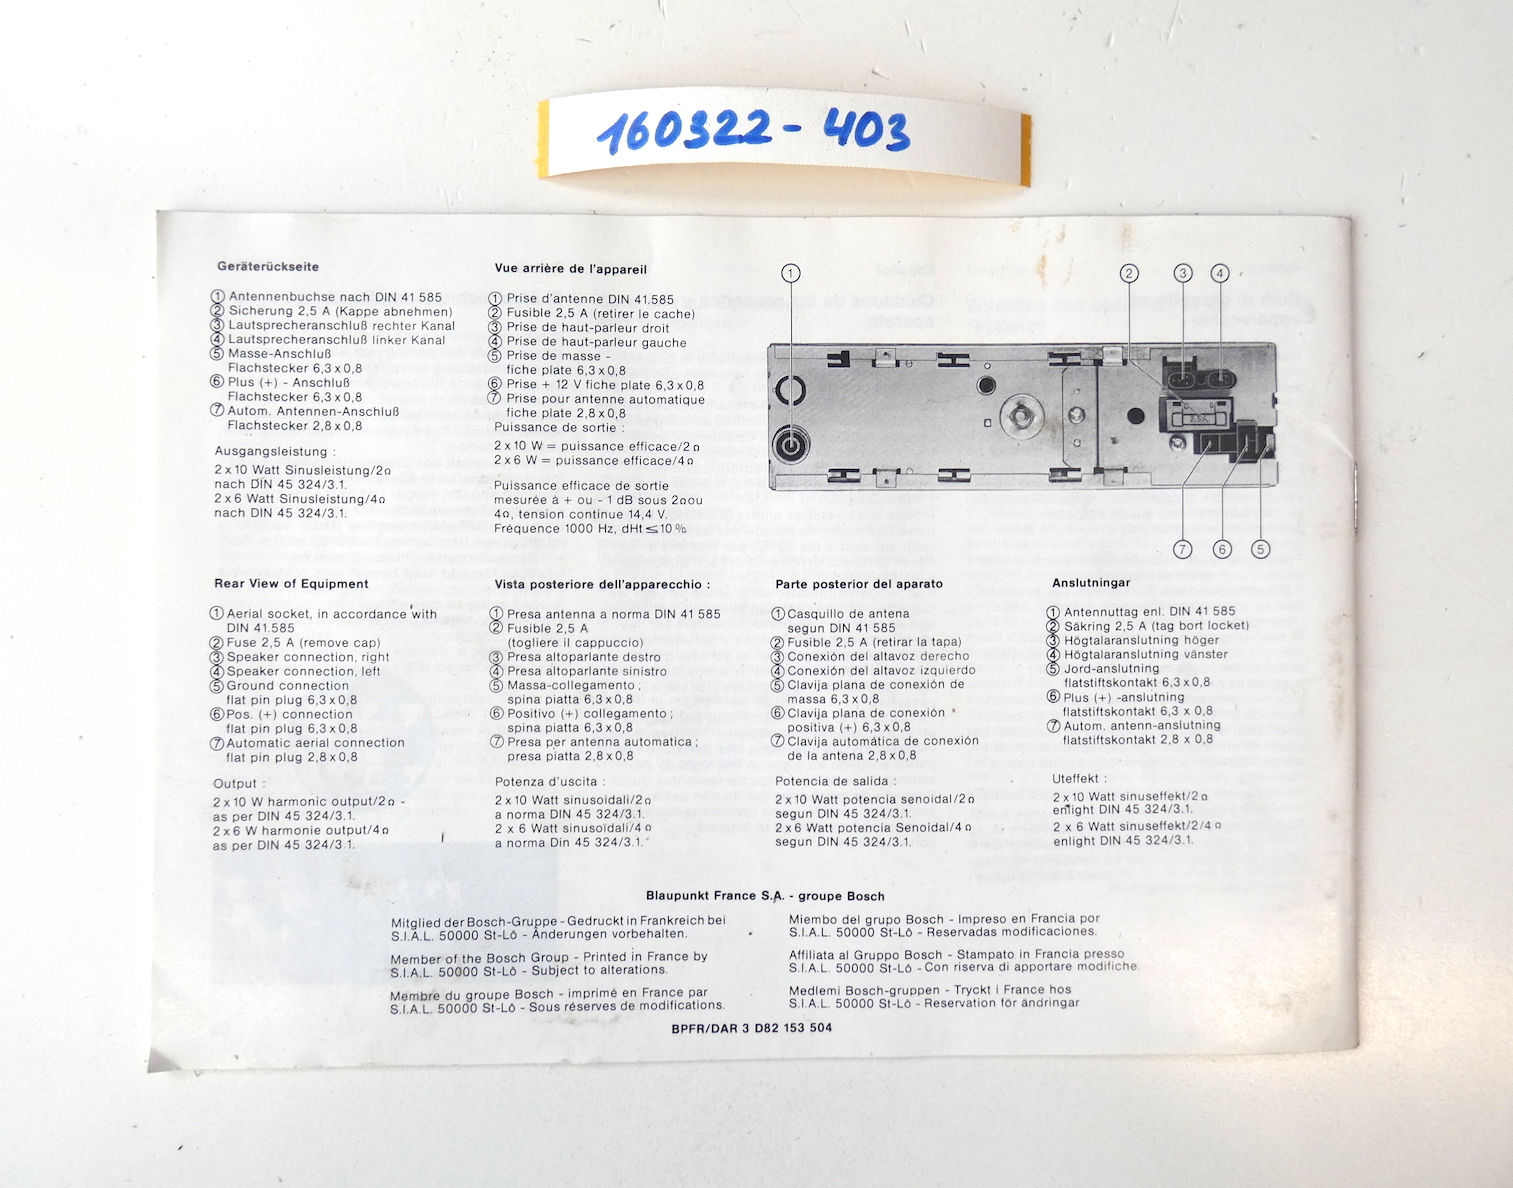 160322-403
Geräterückseite
① Antennenbuchse nach DIN 41 585
② Sicherung 2,5 A (Kappe abnehmen)
③ Lautsprecheranschluß rechter Kanal
④ Lautsprecheranschluß linker Kanal
⑤ Masse-Anschluß
Flachstecker 6,3 x 0,8
⑥ Plus (+) - Anschluß
Flachstecker 6,3 x 0,8
⑦ Autom. Antennen-Anschluß
Flachstecker 2,8 x 0,8
Ausgangsleistung :
2 x 10 Watt Sinusleistung/2Ω
nach DIN 45 324/3.1.
2 x 6 Watt Sinusleistung/4Ω
nach DIN 45 324/3.1.
Vue arrière de l'appareil
① Prise d'antenne DIN 41.585
② Fusible 2,5 A (retirer le cache)
③ Prise de haut-parleur droit
④ Prise de haut-parleur gauche
⑤ Prise de masse -
fiche plate 6,3 x 0,8
⑥ Prise + 12 V fiche plate 6,3 x 0,8
⑦ Prise pour antenne automatique
fiche plate 2,8 x 0,8
Puissance de sortie :
2 x 10 W = puissance efficace/2 Ω
2 x 6 W = puissance efficace/4 Ω
Puissance efficace de sortie
mesurée à + ou - 1 dB sous 2Ω ou
4Ω, tension continue 14,4 V.
Fréquence 1000 Hz, dHt ≤ 10 %.
① ② ③ ④
2,5A
⑦ ⑥ ⑤
Rear View of Equipment
① Aerial socket, in accordance with
DIN 41.585
② Fuse 2,5 A (remove cap)
③ Speaker connection, right
④ Speaker connection, left
⑤ Ground connection
flat pin plug 6,3 x 0,8
⑥ Pos. (+) connection
flat pin plug 6,3 x 0,8
⑦ Automatic aerial connection
flat pin plug 2,8 x 0,8
Output :
2 x 10 W harmonic output/2 Ω -
as per DIN 45 324/3.1.
2 x 6 W harmonie output/4 Ω
as per DIN 45 324/3 1.
Vista posteriore dell'apparecchio :
① Presa antenna a norma DIN 41 585
② Fusible 2,5 A
(togliere il cappuccio)
③ Presa altoparlante destro
④ Presa altoparlante sinistro
⑤ Massa-collegamento ;
spina piatta 6,3 x 0,8
⑥ Positivo (+) collegamento ;
spina piatta 6,3 x 0,8
⑦ Presa per antenna automatica ;
presa piatta 2,8 x 0,8
Potenza d'uscita :
2 x 10 Watt sinusoidali/2 Ω
a norma DIN 45 324/3.1.
2 x 6 Watt sinusoïdali/4 Ω
a norma Din 45 324/3.1.
Parte posterior del aparato
① Casquillo de antena
segun DIN 41 585
② Fusible 2,5 A (retirar la tapa)
③ Conexión del altavoz derecho
④ Conexión del altavoz izquierdo
⑤ Clavija plana de conexión de
massa 6,3 x 0,8
⑥ Clavija plana de conexión
positiva (+) 6,3 x 0,8
⑦ Clavija automática de conexión
de la antena 2,8 x 0,8
Potencia de salida :
2 x 10 Watt potencia senoidal/2 Ω
segun DIN 45 324/3.1.
2 x 6 Watt potencia Senoidal/4 Ω
segun DIN 45 324/3.1.
Anslutningar
① Antennuttag enl. DIN 41 585
② Säkring 2,5 A (tag bort locket)
③ Högtalaranslutning höger
④ Högtalaranslutning vänster
⑤ Jord-anslutning
flatstiftskontakt 6,3 x 0,8
⑥ Plus (+) -anslutning
flatstiftskontakt 6,3 x 0,8
⑦ Autom. antenn-anslutning
flatstiftskontakt 2,8 x 0,8
Uteffekt :
2 x 10 Watt sinuseffekt/2 Ω
enlight DIN 45 324/3.1.
2 x 6 Watt sinuseffekt/2/4 Ω
enlight DIN 45 324/3.1.
Blaupunkt France S.A. - groupe Bosch
Mitglied der Bosch-Gruppe - Gedruckt in Frankreich bei
S.I.A.L. 50000 St-Lô - Änderungen vorbehalten.
Member of the Bosch Group - Printed in France by
S.I.A.L. 50000 St-Lô - Subject to alterations.
Membre du groupe Bosch - imprimé en France par
S.I.A.L. 50000 St-Lô - Sous réserves de modifications.
Miembo del grupo Bosch - Impreso en Francia por
S.I.A.L. 50000 St-Lô - Reservadas modificaciones.
Affiliata al Gruppo Bosch - Stampato in Francia presso
S.I.A.L. 50000 St-Lô - Con riserva di apportare modifiche.
Medlemi Bosch-gruppen - Tryckt i France hos
S.I.A.L. 50000 St-Lô - Reservation för ändringar
BPFR/DAR 3 D82 153 504